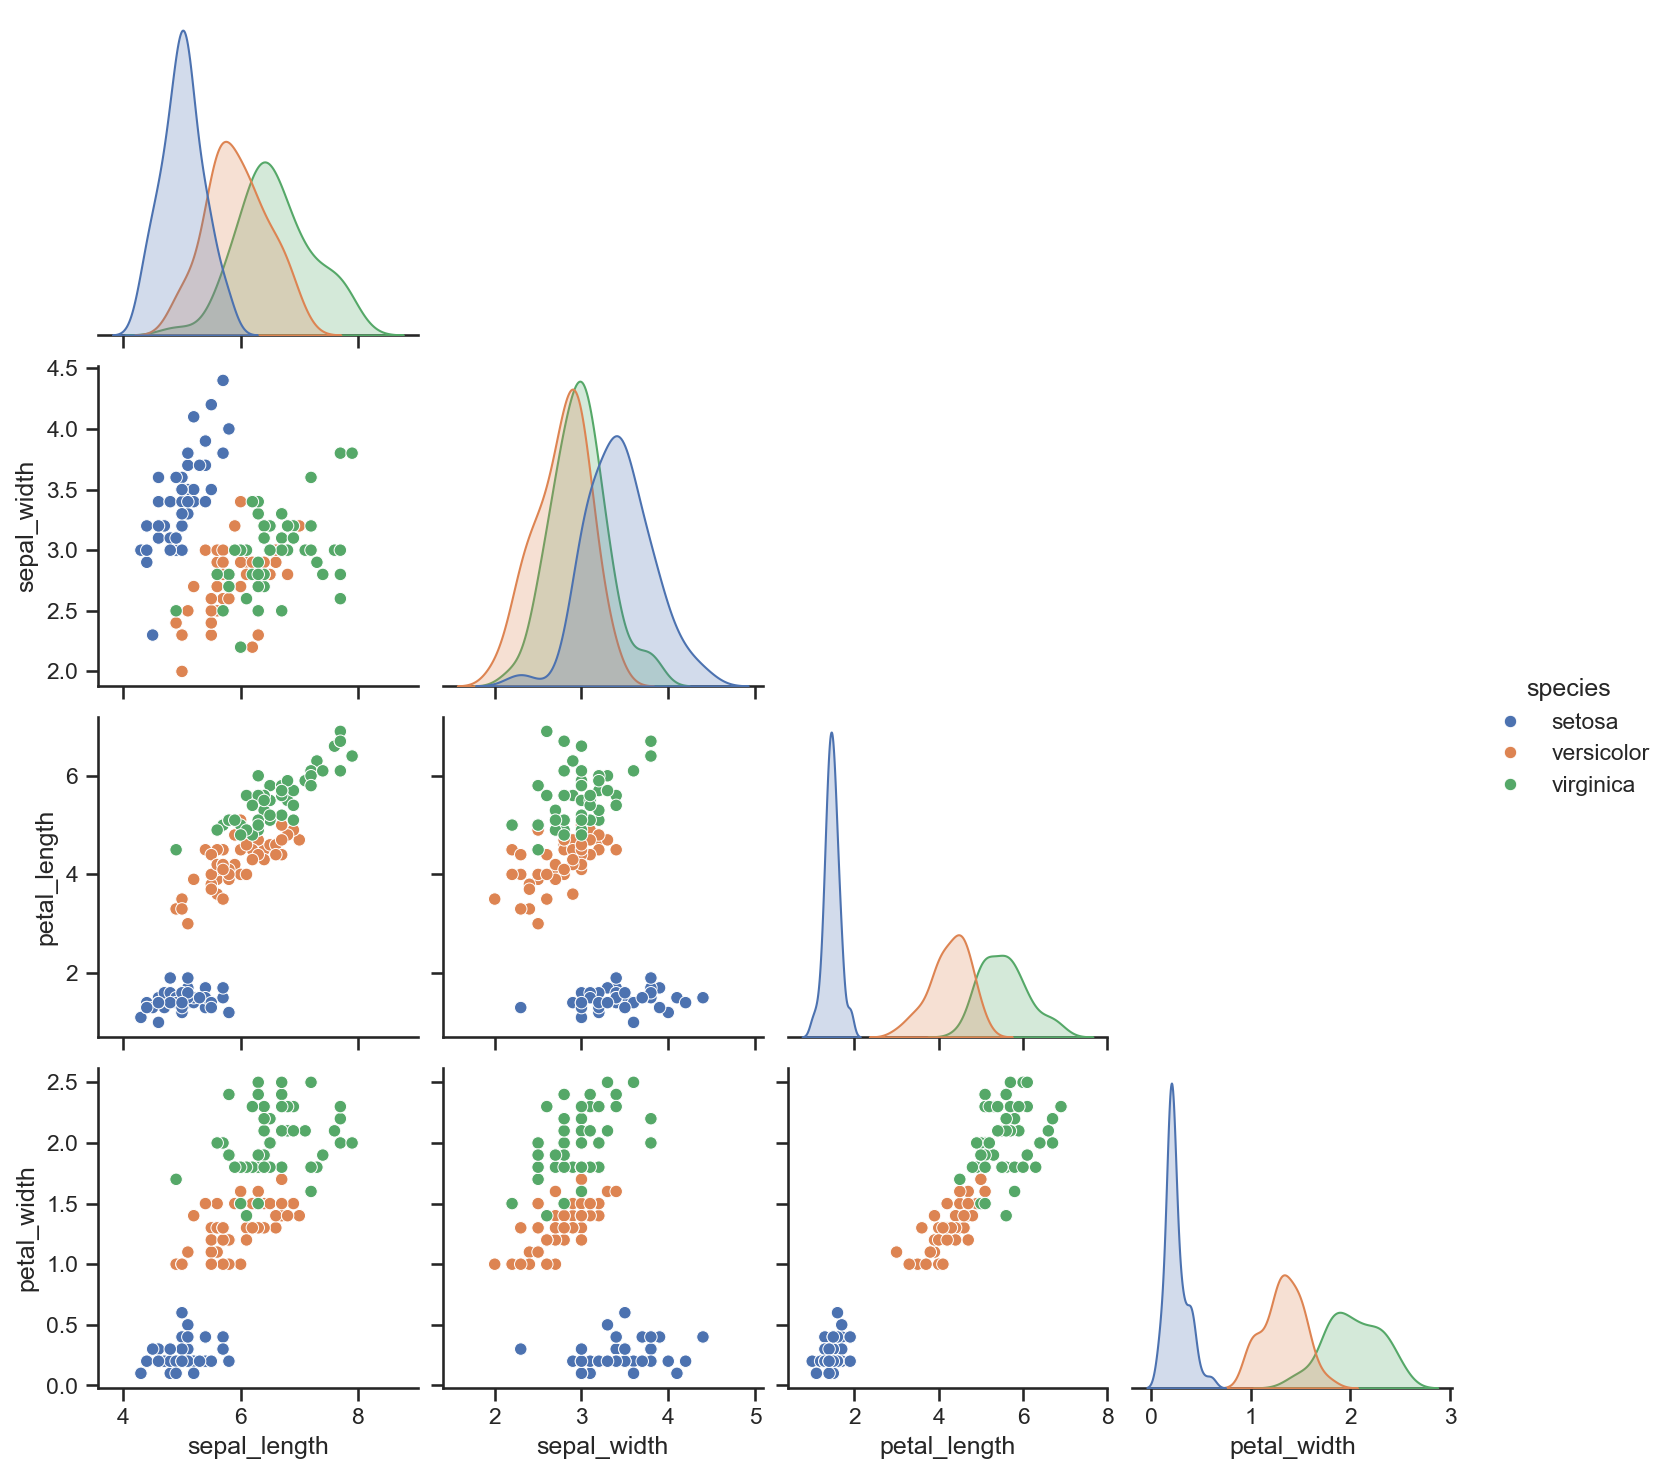 4.5
4.0
3.5
3.0
2.5
2.0
sepal_width
6
4
2
petal_length
2.5
2.0
1.5
1.0
0.5
0.0
petal_width
4 6 8
sepal_length
2 3 4 5
sepal_width
2 4 6 8
petal_length
0 1 2 3
petal_width
species
setosa
versicolor
virginica